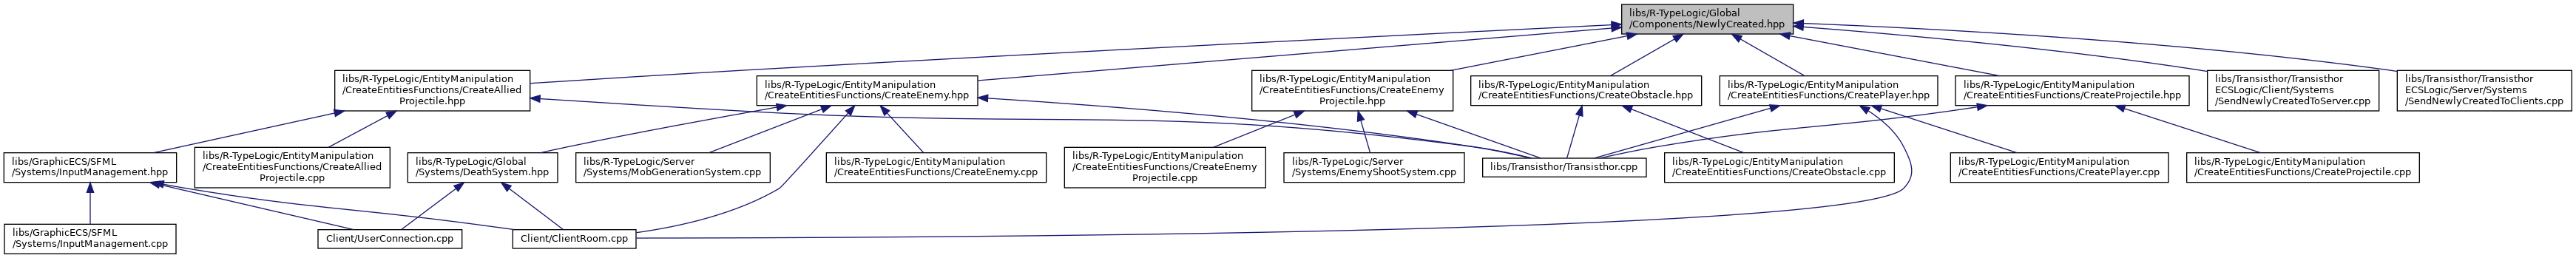 libs/R-TypeLogic/Global
/Components/NewlyCreated.hpp
libs/R-TypeLogic/EntityManipulation
/CreateEntitiesFunctions/CreateAllied
Projectile.hpp
libs/R-TypeLogic/EntityManipulation
/CreateEntitiesFunctions/CreateEnemy.hpp
libs/R-TypeLogic/EntityManipulation
/CreateEntitiesFunctions/CreateEnemy
Projectile.hpp
libs/R-TypeLogic/EntityManipulation
/CreateEntitiesFunctions/CreateObstacle.hpp
libs/R-TypeLogic/EntityManipulation
/CreateEntitiesFunctions/CreatePlayer.hpp
libs/R-TypeLogic/EntityManipulation
/CreateEntitiesFunctions/CreateProjectile.hpp
libs/Transisthor/Transisthor
ECSLogic/Client/Systems
/SendNewlyCreatedToServer.cpp
libs/Transisthor/Transisthor
ECSLogic/Server/Systems
/SendNewlyCreatedToClients.cpp
libs/GraphicECS/SFML
/Systems/InputManagement.hpp
libs/R-TypeLogic/EntityManipulation
/CreateEntitiesFunctions/CreateAllied
Projectile.cpp
libs/R-TypeLogic/Global
/Systems/DeathSystem.hpp
libs/R-TypeLogic/Server
/Systems/MobGenerationSystem.cpp
libs/R-TypeLogic/EntityManipulation
/CreateEntitiesFunctions/CreateEnemy.cpp
libs/R-TypeLogic/EntityManipulation
/CreateEntitiesFunctions/CreateEnemy
Projectile.cpp
libs/R-TypeLogic/Server
/Systems/EnemyShootSystem.cpp
libs/Transisthor/Transisthor.cpp
libs/R-TypeLogic/EntityManipulation
/CreateEntitiesFunctions/CreateObstacle.cpp
libs/R-TypeLogic/EntityManipulation
/CreateEntitiesFunctions/CreatePlayer.cpp
libs/R-TypeLogic/EntityManipulation
/CreateEntitiesFunctions/CreateProjectile.cpp
libs/GraphicECS/SFML
/Systems/InputManagement.cpp
Client/UserConnection.cpp
Client/ClientRoom.cpp